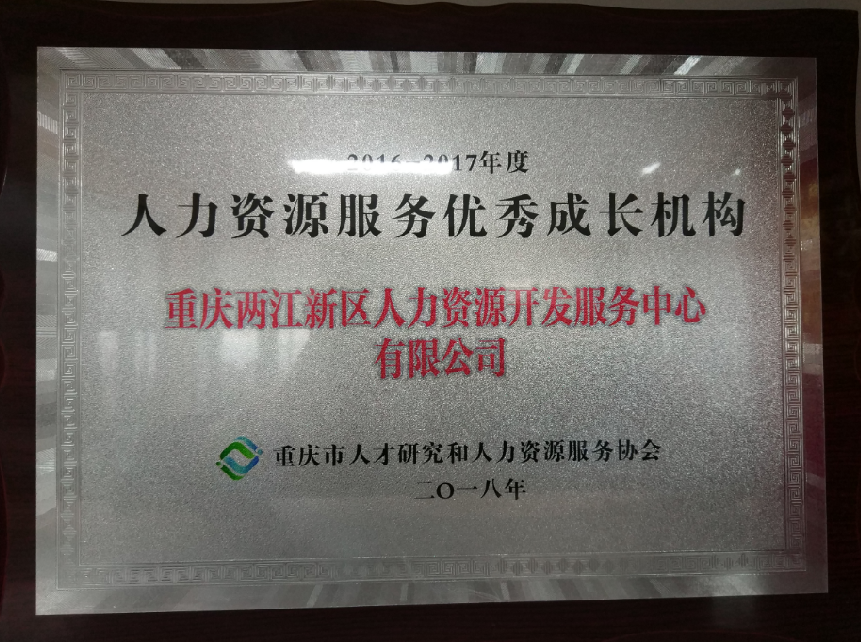 2016-2017年度
人力资源服务优秀成长机构
重庆两江新区人力资源开发服务中心
有限公司
重庆市人才研究和人力资源服务协会
二〇一八年